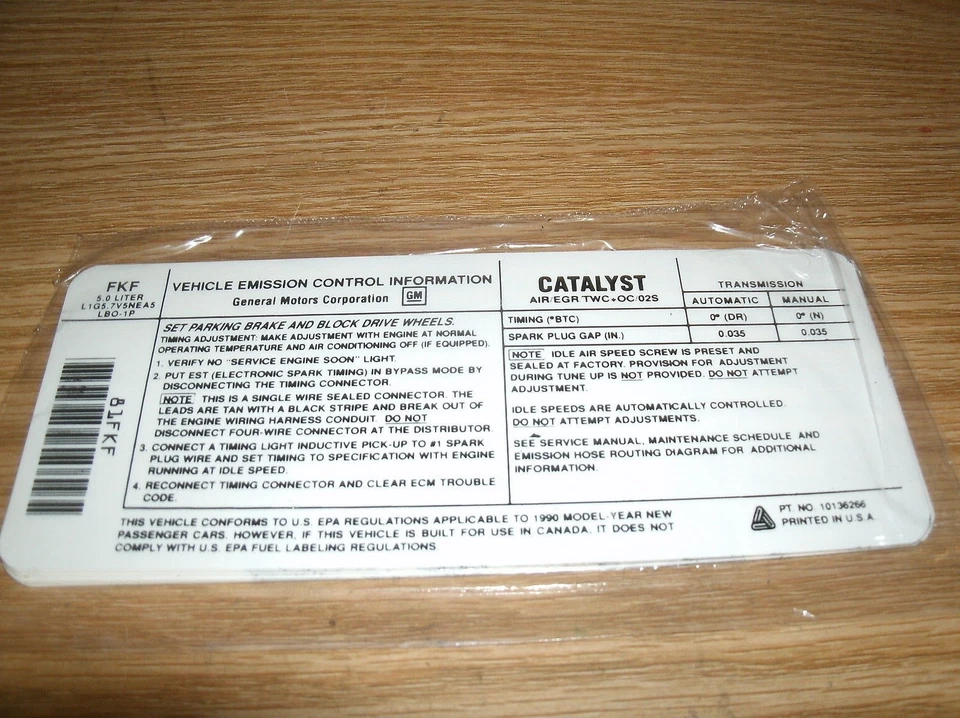 FKF
5.0 LITER
L1G5.7V5NEA5
LBO-1P
VEHICLE EMISSION CONTROL INFORMATION
General Motors Corporation GM
CATALYST
AIR/EGR TWC+OC/02S
TRANSMISSION
AUTOMATIC MANUAL
TIMING (°BTC) 0° (DR) 0° (N)
SPARK PLUG GAP (IN.) 0.035 0.035
81FKF
SET PARKING BRAKE AND BLOCK DRIVE WHEELS.
TIMING ADJUSTMENT: MAKE ADJUSTMENT WITH ENGINE AT NORMAL
OPERATING TEMPERATURE AND AIR CONDITIONING OFF (IF EQUIPPED).
1. VERIFY NO "SERVICE ENGINE SOON" LIGHT.
2. PUT EST (ELECTRONIC SPARK TIMING) IN BYPASS MODE BY
DISCONNECTING THE TIMING CONNECTOR.
NOTE THIS IS A SINGLE WIRE SEALED CONNECTOR. THE
LEADS ARE TAN WITH A BLACK STRIPE AND BREAK OUT OF
THE ENGINE WIRING HARNESS CONDUIT. DO NOT
DISCONNECT FOUR-WIRE CONNECTOR AT THE DISTRIBUTOR.
3. CONNECT A TIMING LIGHT INDUCTIVE PICK-UP TO #1 SPARK
PLUG WIRE AND SET TIMING TO SPECIFICATION WITH ENGINE
RUNNING AT IDLE SPEED.
4. RECONNECT TIMING CONNECTOR AND CLEAR ECM TROUBLE
CODE.
NOTE IDLE AIR SPEED SCREW IS PRESET AND
SEALED AT FACTORY. PROVISION FOR ADJUSTMENT
DURING TUNE UP IS NOT PROVIDED. DO NOT ATTEMPT
ADJUSTMENT.
IDLE SPEEDS ARE AUTOMATICALLY CONTROLLED.
DO NOT ATTEMPT ADJUSTMENTS.
SEE SERVICE MANUAL, MAINTENANCE SCHEDULE AND
EMISSION HOSE ROUTING DIAGRAM FOR ADDITIONAL
INFORMATION.
THIS VEHICLE CONFORMS TO U.S. EPA REGULATIONS APPLICABLE TO 1990 MODEL-YEAR NEW
PASSENGER CARS. HOWEVER, IF THIS VEHICLE IS BUILT FOR USE IN CANADA, IT DOES NOT
COMPLY WITH U.S. EPA FUEL LABELING REGULATIONS
PT. NO. 10136266
PRINTED IN U.S.A.